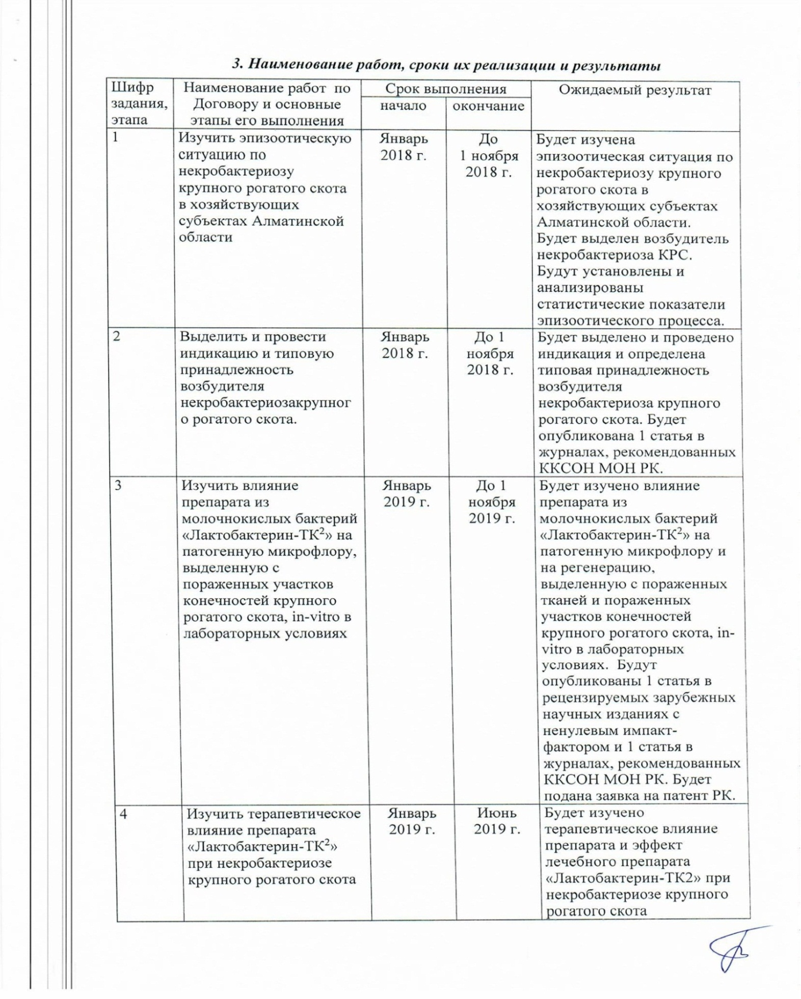 3. Наименование работ, сроки их реализации и результаты
Шифр
задания,
этапа
Наименование работ по
Договору и основные
этапы его выполнения
Срок выполнения
начало
окончание
Ожидаемый результат
1
Изучить эпизоотическую
ситуацию по
некробактериозу
крупного рогатого скота
в хозяйствующих
субъектах Алматинской
области
Январь
2018 г.
До
1 ноября
2018 г.
Будет изучена
эпизоотическая ситуация по
некробактериозу крупного
рогатого скота в
хозяйствующих субъектах
Алматинской области.
Будет выделен возбудитель
некробактериоза КРС.
Будут установлены и
анализированы
статистические показатели
эпизоотического процесса.
2
Выделить и провести
индикацию и типовую
принадлежность
возбудителя
некробактериозакрупног
о рогатого скота.
Январь
2018 г.
До 1
ноября
2018 г.
Будет выделено и проведено
индикация и определена
типовая принадлежность
возбудителя
некробактериоза крупного
рогатого скота. Будет
опубликована 1 статья в
журналах, рекомендованных
ККСОН МОН РК.
3
Изучить влияние
препарата из
молочнокислых бактерий
«Лактобактерин-ТК²» на
патогенную микрофлору,
выделенную с
пораженных участков
конечностей крупного
рогатого скота, in-vitro в
лабораторных условиях
Январь
2019 г.
До 1
ноября
2019 г.
Будет изучено влияние
препарата из
молочнокислых бактерий
«Лактобактерин-ТК²» на
патогенную микрофлору и
на регенерацию,
выделенную с пораженных
тканей и пораженных
участков конечностей
крупного рогатого скота, in-
vitro в лабораторных
условиях. Будут
опубликованы 1 статья в
рецензируемых зарубежных
научных изданиях с
ненулевым импакт-
фактором и 1 статья в
журналах, рекомендованных
ККСОН МОН РК. Будет
подана заявка на патент РК.
4
Изучить терапевтическое
влияние препарата
«Лактобактерин-ТК²»
при некробактериозе
крупного рогатого скота
Январь
2019 г.
Июнь
2019 г.
Будет изучено
терапевтическое влияние
препарата и эффект
лечебного препарата
«Лактобактерин-ТК2» при
некробактериозе крупного
рогатого скота